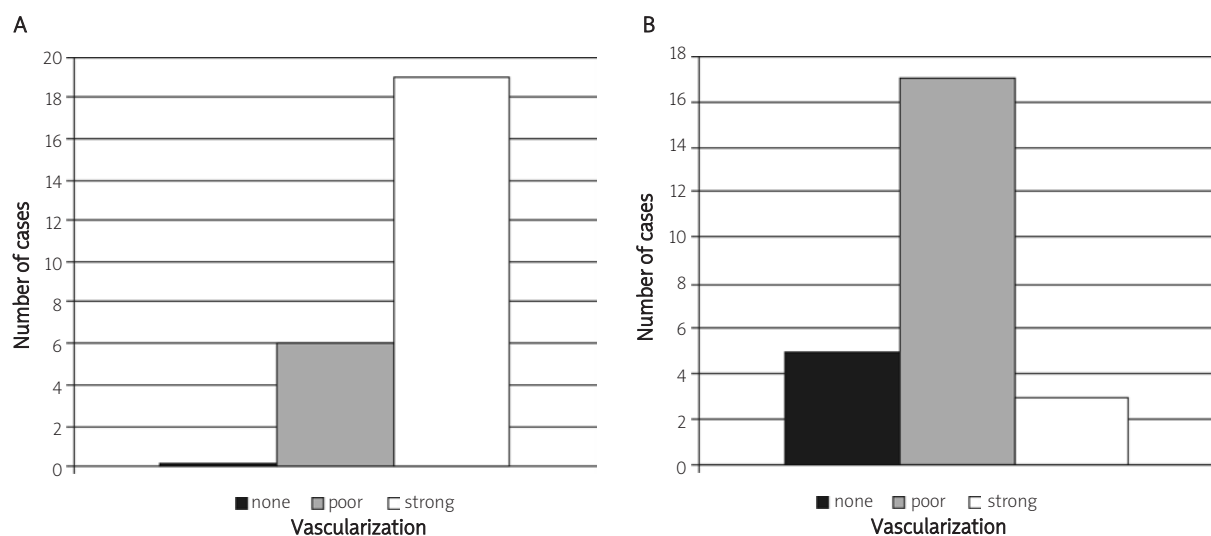 A
20
18
16
14
12
10
8
6
4
2
0
Number of cases
none poor strong
Vascularization
B
18
16
14
12
10
8
6
4
2
0
Number of cases
none poor strong
Vascularization